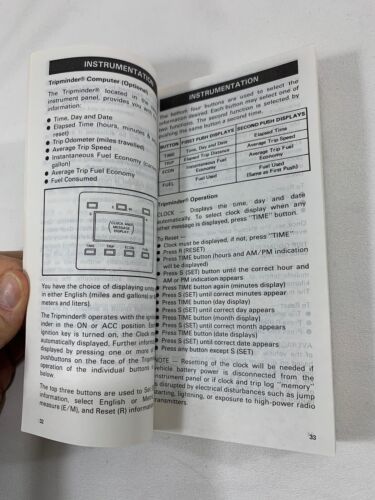 INSTRUMENTATION
Tripminder® Computer (Optional
The Tripminder® located in the
instrument panel, provides you
information:
● Time, Day and Date
● Elapsed Time (hours, minutes &
Trip Odometer (miles travelled)
● Average Trip Speed
● Instantaneous Fuel Economy
gallon)
● Average Trip Fuel Economy
● Fuel Consumed
(CLOCK AND
MESSAGE
DISPLAY)
TIME TRIP ECON FUEL
You have the choice of displaying
in either English (miles and gallons) or
meters and liters).
The Tripminder® operates with the
in the ON or ACC position
ignition key is turned on, the Clock
automatically displayed. Further
displayed by pressing one or more
pushbuttons on the face of the
operation of the individual button
below.
The top three buttons are used to
information, select English or
measure (E/M), and Reset (R)
32
INSTRUMENTATION
The bottom four buttons are used to select the
information desired. Each button may select one of
two functions. The second function is selected by
pushing the same button a second time.
BUTTON FIRST PUSH DISPLAYS SECOND PUSH DISPLAYS
TIME Time, Day and Date Elapsed Time
TRIP Elapsed Trip Average Trip Speed
ECON Instantaneous Fuel Economy Average Trip Fuel Economy
FUEL Fuel Used Fuel Used (Same as First Push)
Tripminder® Operation
CLOCK — Displays the time, day and date
automatically. To select clock display when any
other message is displayed, press "TIME" button.
To Reset —
● Clock must be displayed, if not, press "TIME"
● Press R (RESET)
● Press TIME button (hours and AM/PM indication
will be displayed)
● Press S (SET) button until the correct hour and
AM or PM indication appears
● Press TIME button again (minutes display)
● Press S (SET) until correct minutes appear
● Press TIME button (day display)
● Press S (SET) until correct day appears
● Press TIME button (month display)
● Press S (SET) until correct month appears
● Press TIME button (date displays)
● Press S (SET) until correct date appears
● Press any button except S (SET)
NOTE — Resetting of the clock will be needed if
vehicle battery power is disconnected from the
instrument panel or if clock and trip log "memory"
is disrupted by electrical disturbances such as jump
starting, lightning, or exposure to high-power radio
transmitters.
33